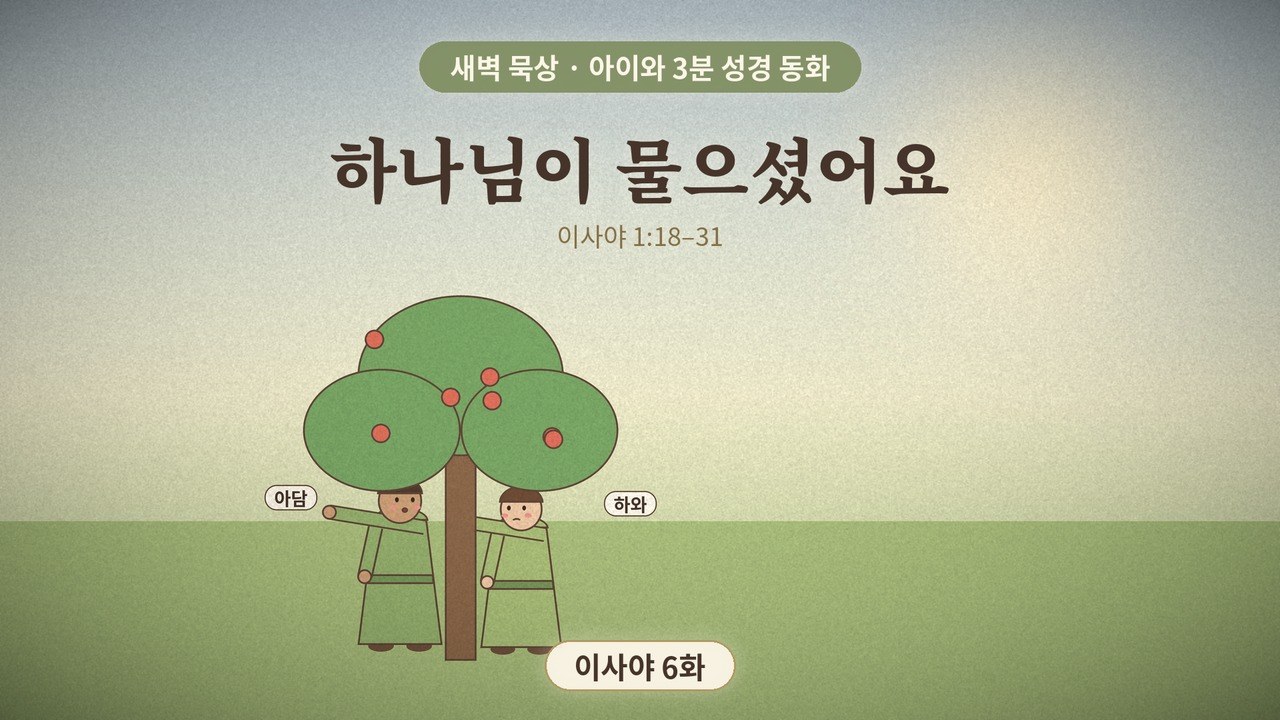 새벽 묵상 · 아이와 3분 성경 동화
하나님이 물으셨어요
이사야 1:18–31
아담
하와
이사야 6화